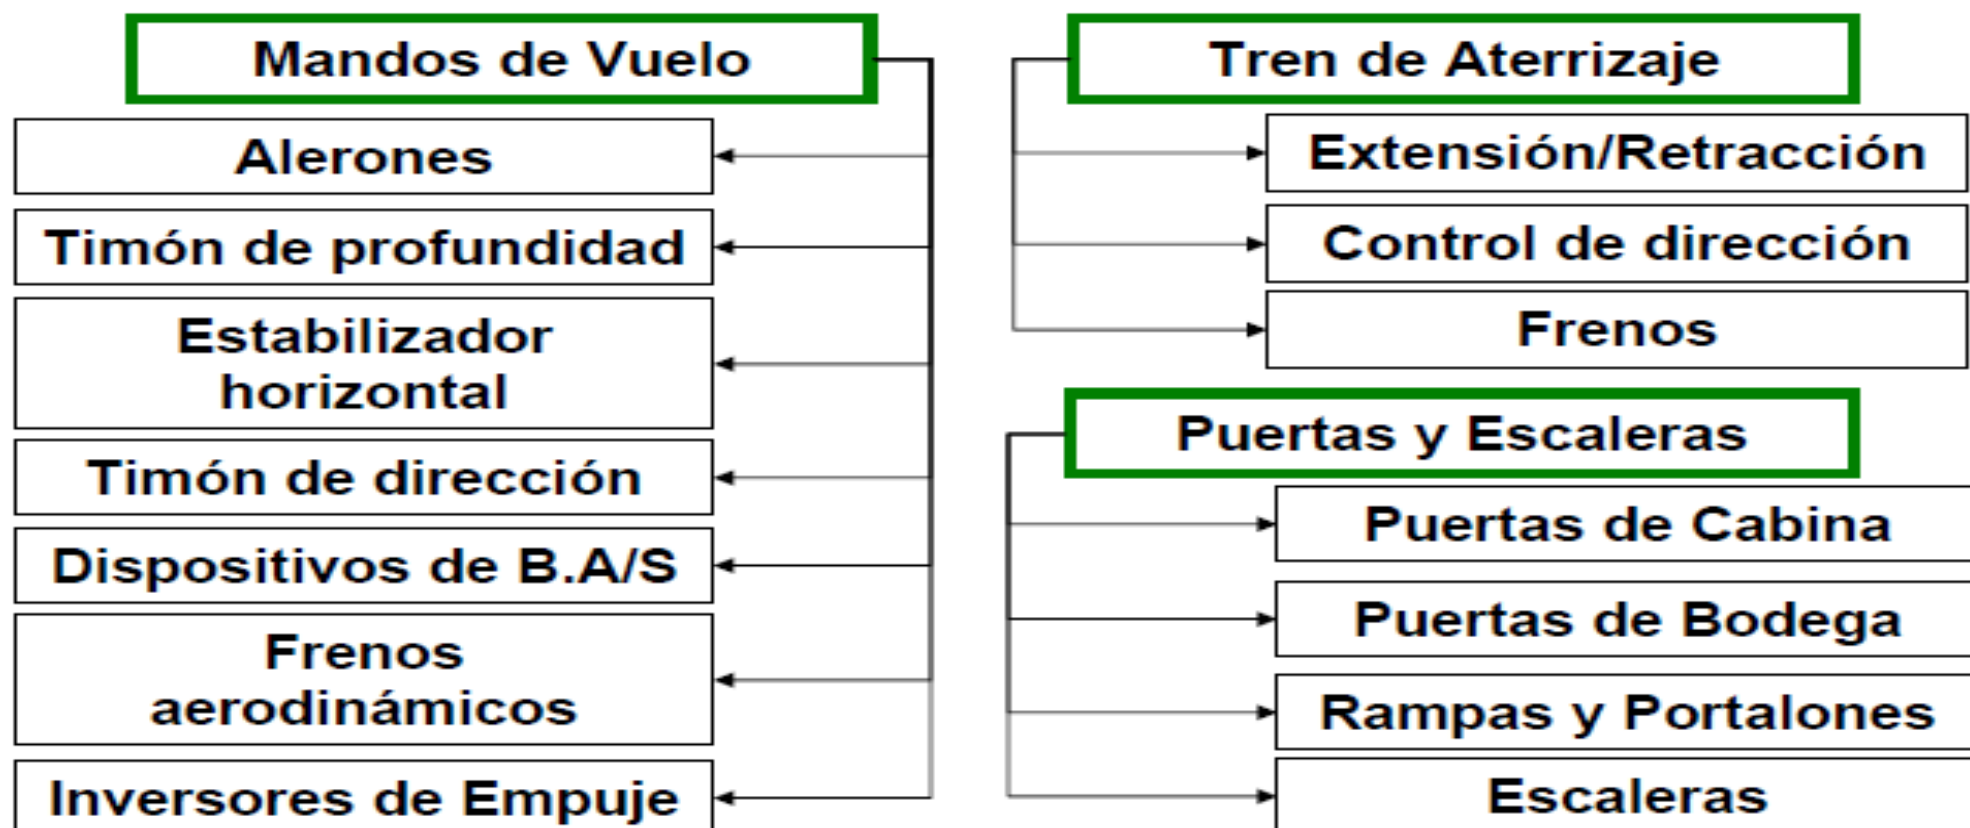 Mandos de Vuelo
Alerones
Timón de profundidad
Estabilizador
horizontal
Timón de dirección
Dispositivos de B.A/S
Frenos
aerodinámicos
Inversores de Empuje
Tren de Aterrizaje
Extensión/Retracción
Control de dirección
Frenos
Puertas y Escaleras
Puertas de Cabina
Puertas de Bodega
Rampas y Portalones
Escaleras